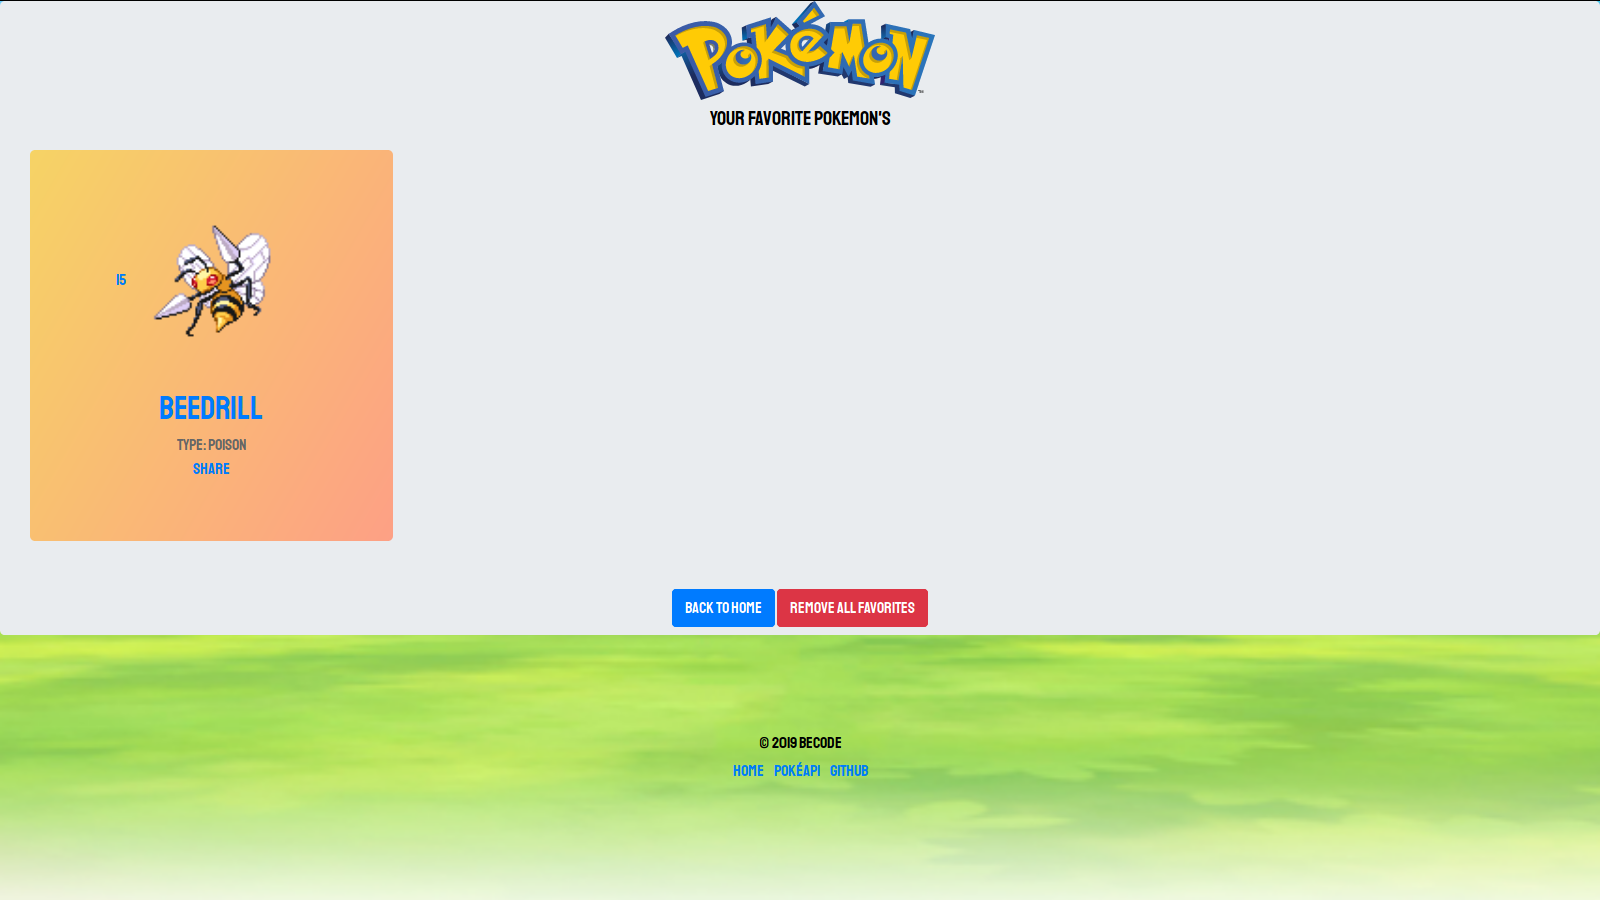 Pokémon
™
YOUR FAVORITE POKEMON'S
15
BEEDRILL
TYPE: POISON
SHARE
BACK TO HOME REMOVE ALL FAVORITES
© 2019 BECODE
HOME POKÉAPI GITHUB